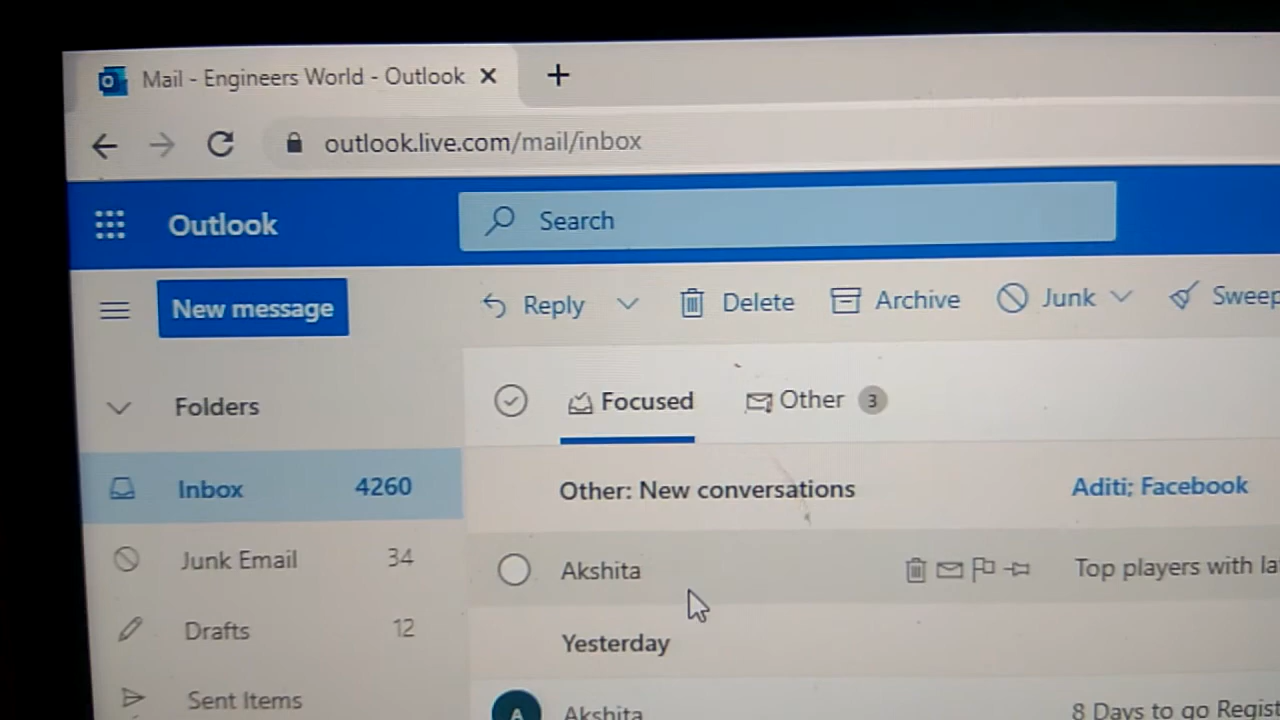 Mail - Engineers World - Outlook
outlook.live.com/mail/inbox
Outlook
Search
New message
Reply Delete Archive Junk Sweep
Folders
Focused Other 3
Inbox 4260
Other: New conversations Aditi; Facebook
Junk Email 34
Akshita Top players with
Drafts 12
Yesterday
Sent Items
A Akshita 8 Days to go